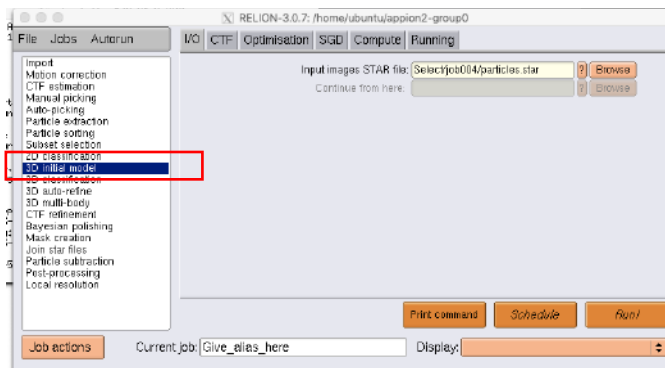 RELION-3.0.7: /home/ubuntu/appion2-group0
File Jobs Autorun
I/O CTF Optimisation SGD Compute Running
Import
Motion correction
CTF estimation
Manual picking
Auto-picking
Particle extraction
Particle sorting
Subset selection
2D classification
3D initial model
3D classification
3D auto-refine
3D multi-body
CTF refinement
Bayesian polishing
Mask creation
Join star files
Particle subtraction
Post-processing
Local resolution
Input images STAR file: Select/job004/particles.star ? Browse
Continue from here: ? Browse
Print command Schedule Run!
Job actions Current job: Give_alias_here Display: